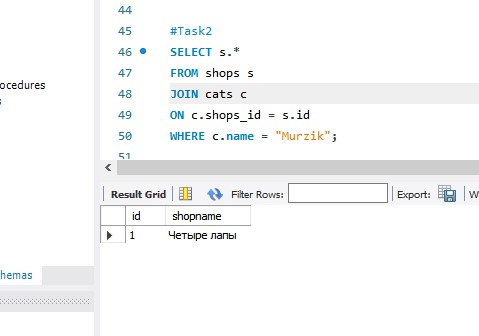 44
45 #Task2
46 SELECT s.*
47 FROM shops s
ocedures
48 JOIN cats c
49 ON c.shops_id = s.id
50 WHERE c.name = "Murzik";
51
Result Grid Filter Rows: Export: W
id shopname
1 Четыре лапы
hemas